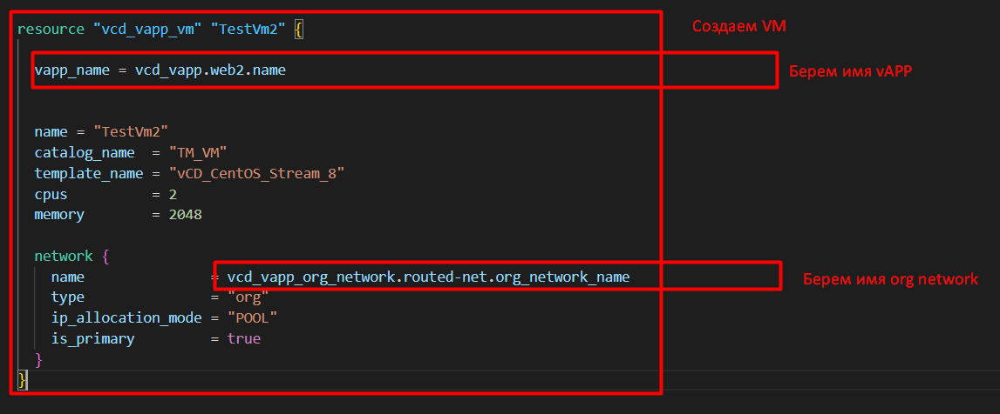 resource "vcd_vapp_vm" "TestVm2" {
Создаем VM
vapp_name = vcd_vapp.web2.name
Берем имя vAPP
name = "TestVm2"
catalog_name = "TM_VM"
template_name = "vCD_CentOS_Stream_8"
cpus = 2
memory = 2048
network {
name = vcd_vapp_org_network.routed-net.org_network_name
Берем имя org network
type = "org"
ip_allocation_mode = "POOL"
is_primary = true
}
}